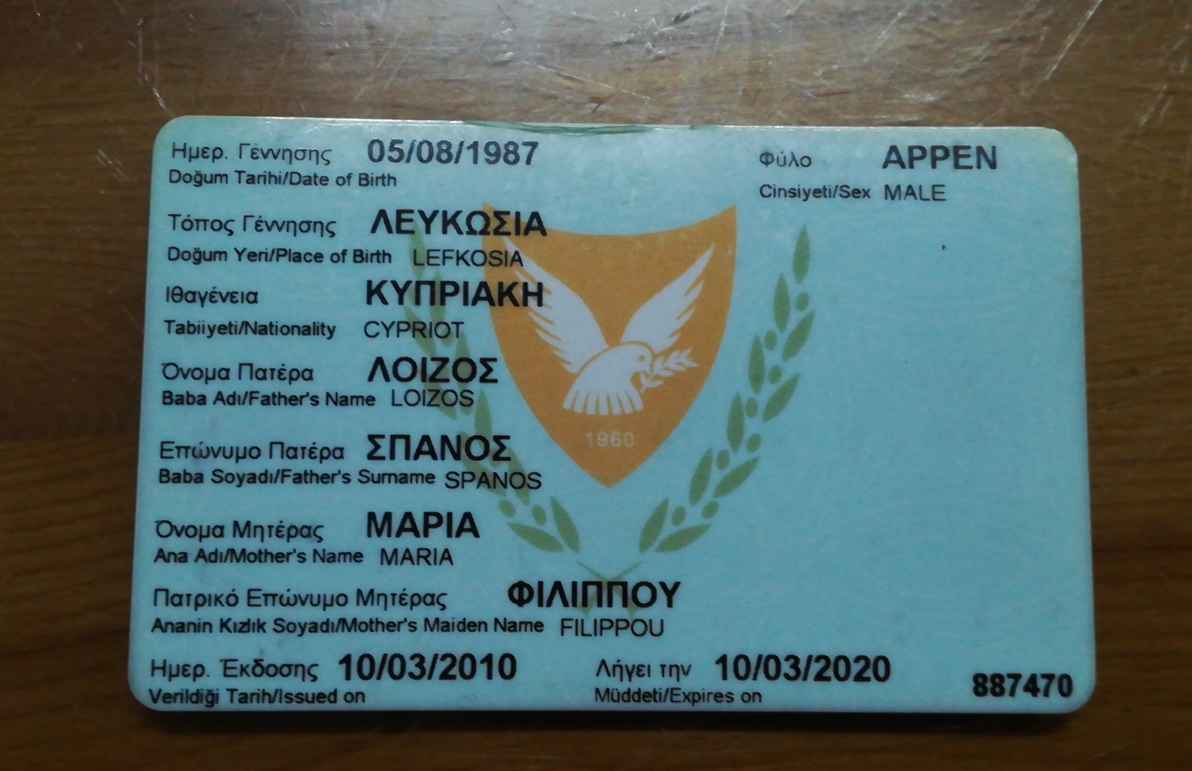 Ημερ. Γέννησης 05/08/1987 Φύλο ΑΡΡΕΝ
Doğum Tarihi/Date of Birth Cinsiyeti/Sex MALE
Τόπος Γέννησης ΛΕΥΚΩΣΙΑ
Doğum Yeri/Place of Birth LEFKOSIA
Ιθαγένεια ΚΥΠΡΙΑΚΗ
Tabiiyeti/Nationality CYPRIOT
Όνομα Πατέρα ΛΟΙΖΟΣ
Baba Adı/Father's Name LOIZOS
1960
Επώνυμο Πατέρα ΣΠΑΝΟΣ
Baba Soyadı/Father's Surname SPANOS
Όνομα Μητέρας ΜΑΡΙΑ
Ana Adı/Mother's Name MARIA
Πατρικό Επώνυμο Μητέρας ΦΙΛΙΠΠΟΥ
Ananin Kızlık Soyadı/Mother's Maiden Name FILIPPOU
Ημερ. Έκδοσης 10/03/2010 Λήγει την 10/03/2020
Verildiği Tarih/Issued on Müddeti/Expires on 887470